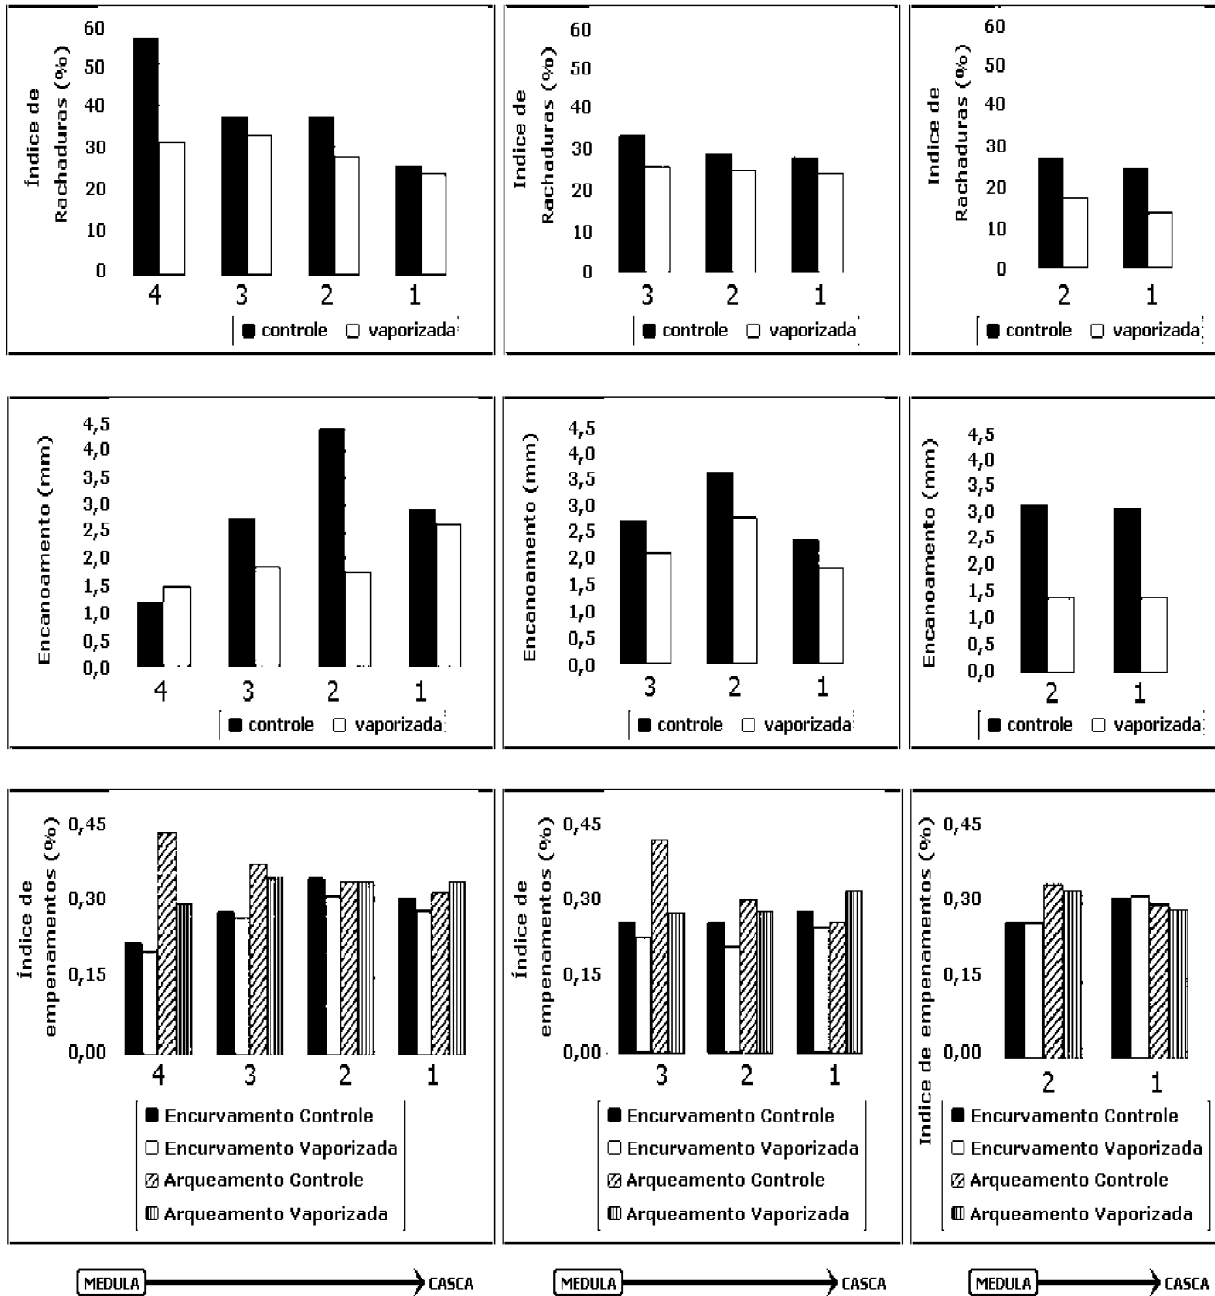 Índice de
Rachaduras (%)
60
50
40
30
20
10
0
4 3 2 1
controle vaporizada
Indice de
Rachaduras (%)
60
50
40
30
20
10
0
3 2 1
controle vaporizada
Indice de
Rachaduras (%)
60
50
40
30
20
10
0
2 1
controle vaporizada
Encanoamento (mm)
4,5
4,0
3,5
3,0
2,5
2,0
1,5
1,0
0,5
0,0
4 3 2 1
controle vaporizada
Encanoamento (mm)
4,5
4,0
3,5
3,0
2,5
2,0
1,5
1,0
0,5
0,0
3 2 1
controle vaporizada
Encanoamento (mm)
4,5
4,0
3,5
3,0
2,5
2,0
1,5
1,0
0,5
0,0
2 1
controle vaporizada
Índice de
empenamentos (%)
0,45
0,30
0,15
0,00
4 3 2 1
Encurvamento Controle
Encurvamento Vaporizada
Arqueamento Controle
Arqueamento Vaporizada
Índice de
empenamentos (%)
0,45
0,30
0,15
0,00
3 2 1
Encurvamento Controle
Encurvamento Vaporizada
Arqueamento Controle
Arqueamento Vaporizada
Indice de empenamentos (%)
0,45
0,30
0,15
0,00
2 1
Encurvamento Controle
Encurvamento Vaporizada
Arqueamento Controle
Arqueamento Vaporizada
MEDULA CASCA
MEDULA CASCA
MEDULA CASCA